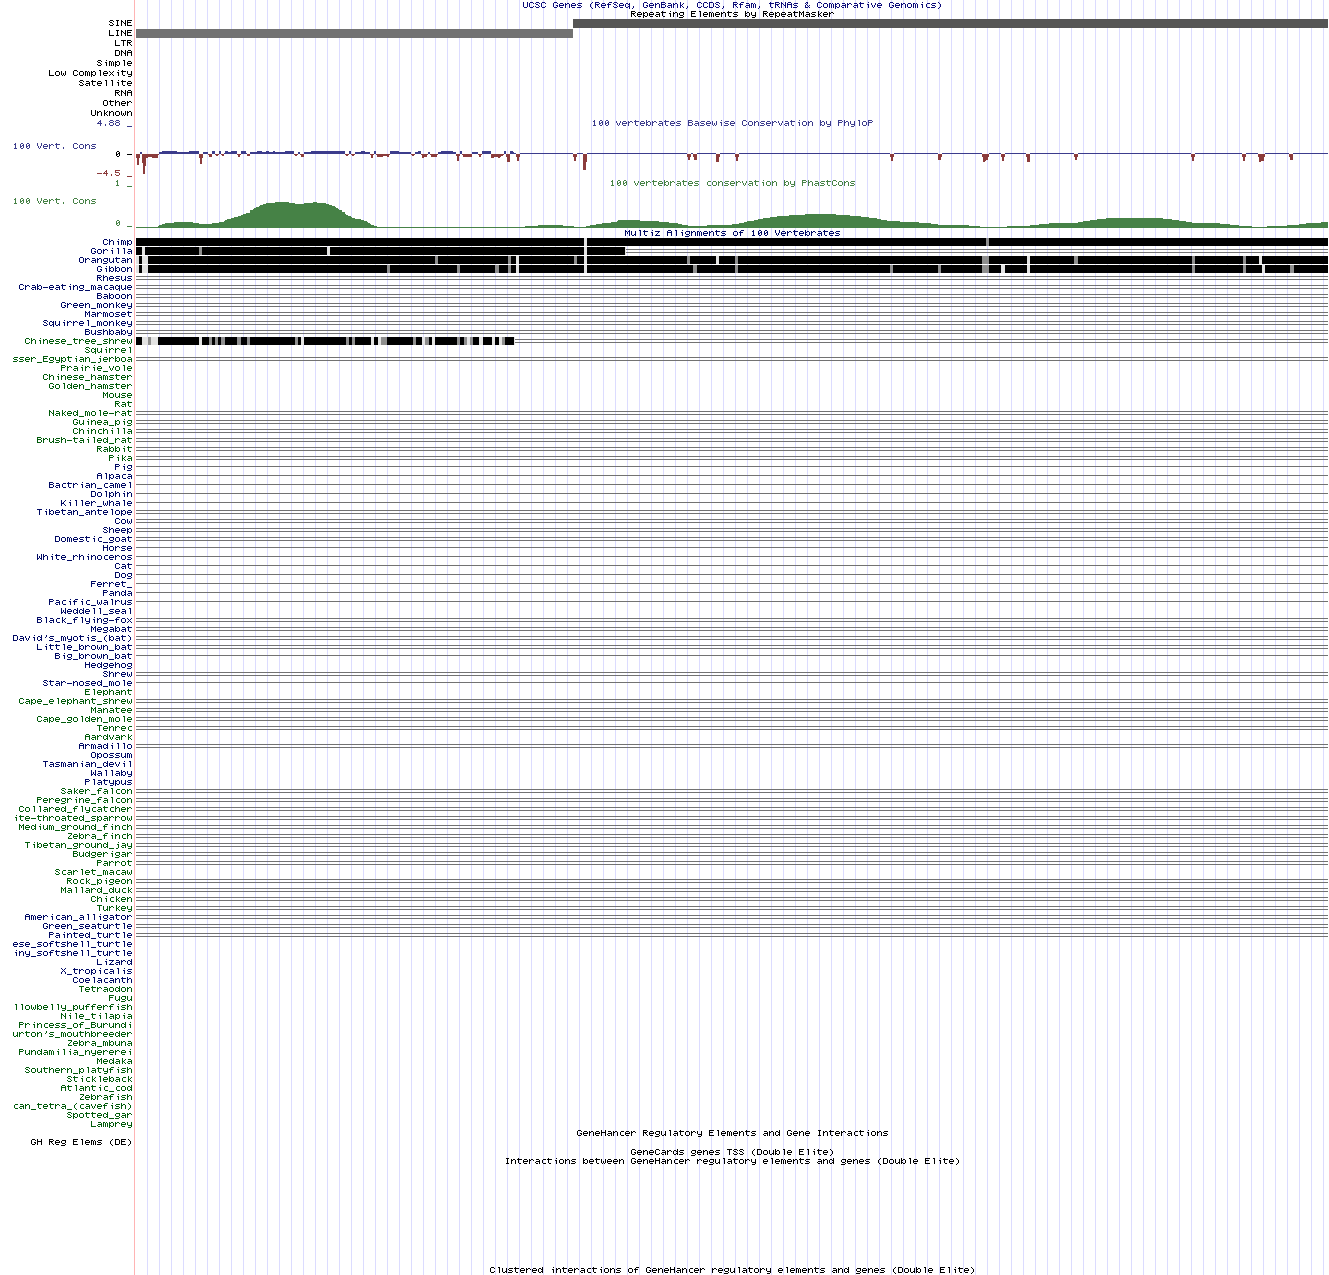 UCSC Genes (RefSeq, GenBank, CCDS, Rfam, tRNAs & Comparative Genomics)
Repeating Elements by RepeatMasker
SINE
LINE
LTR
DNA
Simple
Low Complexity
Satellite
RNA
Other
Unknown
4.88 _
100 vertebrates Basewise Conservation by PhyloP
100 Vert. Cons
0 _
-4.5 _
100 vertebrates conservation by PhastCons
1 _
100 Vert. Cons
0 _
Multiz Alignments of 100 Vertebrates
Chimp
Gorilla
Orangutan
Gibbon
Rhesus
Crab-eating_macaque
Baboon
Green_monkey
Marmoset
Squirrel_monkey
Bushbaby
Chinese_tree_shrew
Squirrel
sser_Egyptian_jerboa
Prairie_vole
Chinese_hamster
Golden_hamster
Mouse
Rat
Naked_mole-rat
Guinea_pig
Chinchilla
Brush-tailed_rat
Rabbit
Pika
Pig
Alpaca
Bactrian_camel
Dolphin
Killer_whale
Tibetan_antelope
Cow
Sheep
Domestic_goat
Horse
White_rhinoceros
Cat
Dog
Ferret_
Panda
Pacific_walrus
Weddell_seal
Black_flying-fox
Megabat
David's_myotis_(bat)
Little_brown_bat
Big_brown_bat
Hedgehog
Shrew
Star-nosed_mole
Elephant
Cape_elephant_shrew
Manatee
Cape_golden_mole
Tenrec
Aardvark
Armadillo
Opossum
Tasmanian_devil
Wallaby
Platypus
Saker_falcon
Peregrine_falcon
Collared_flycatcher
ite-throated_sparrow
Medium_ground_finch
Zebra_finch
Tibetan_ground_jay
Budgerigar
Parrot
Scarlet_macaw
Rock_pigeon
Mallard_duck
Chicken
Turkey
American_alligator
Green_seaturtle
Painted_turtle
ese_softshell_turtle
iny_softshell_turtle
Lizard
X_tropicalis
Coelacanth
Tetraodon
Fugu
llowbelly_pufferfish
Nile_tilapia
Princess_of_Burundi
urton's_mouthbreeder
Zebra_mbuna
Pundamilia_nyererei
Medaka
Southern_platyfish
Stickleback
Atlantic_cod
Zebrafish
can_tetra_(cavefish)
Spotted_gar
Lamprey
GeneHancer Regulatory Elements and Gene Interactions
GH Reg Elems (DE)
GeneCards genes TSS (Double Elite)
Interactions between GeneHancer regulatory elements and genes (Double Elite)
Clustered interactions of GeneHancer regulatory elements and genes (Double Elite)